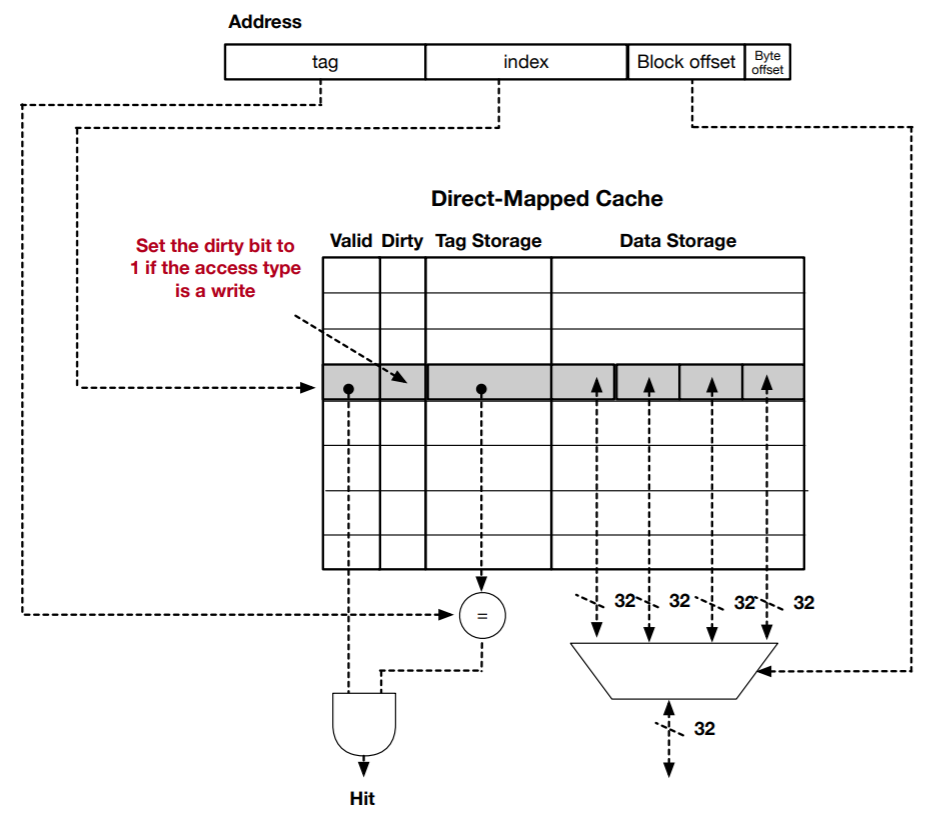 Address
tag index Block offset Byte
offset
Direct-Mapped Cache
Set the dirty bit to
1 if the access type
is a write
Valid Dirty Tag Storage Data Storage
32 32 32 32
=
32
Hit